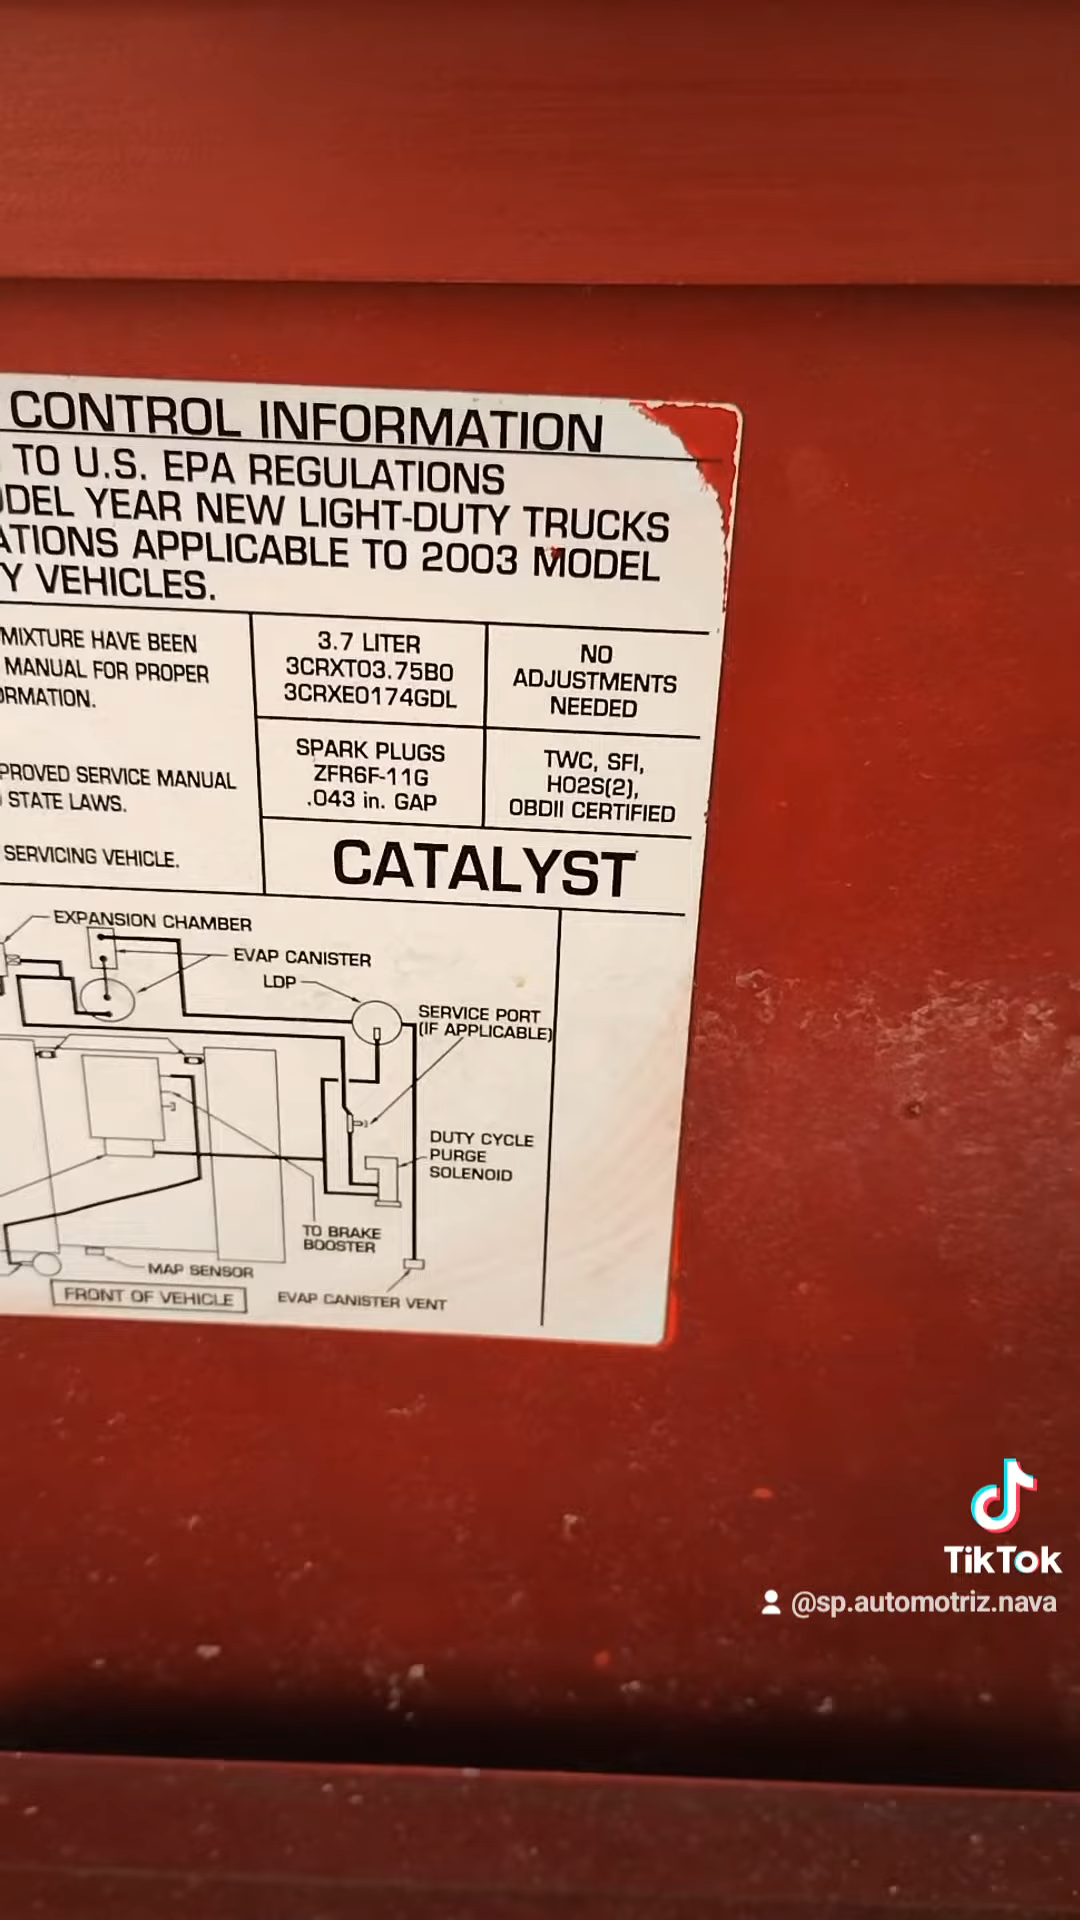 CONTROL INFORMATION
TO U.S. EPA REGULATIONS
YEAR NEW LIGHT-DUTY TRUCKS
APPLICABLE TO 2003 MODEL
VEHICLES.
MIXTURE HAVE BEEN
MANUAL FOR PROPER
3.7 LITER
3CRXT03.75B0
3CRXE0174GDL
NO
ADJUSTMENTS
NEEDED
SERVICE MANUAL
STATE LAWS.
SPARK PLUGS
ZFR6F-11G
.043 in. GAP
TWC, SFI,
HO2S(2),
OBDII CERTIFIED
SERVICING VEHICLE.
CATALYST
EXPANSION CHAMBER
EVAP CANISTER
LDP
SERVICE PORT
(IF APPLICABLE)
DUTY CYCLE
PURGE
SOLENOID
TO BRAKE
BOOSTER
MAP SENSOR
FRONT OF VEHICLE
EVAP CANISTER VENT
TikTok
@sp.automotriz.nava